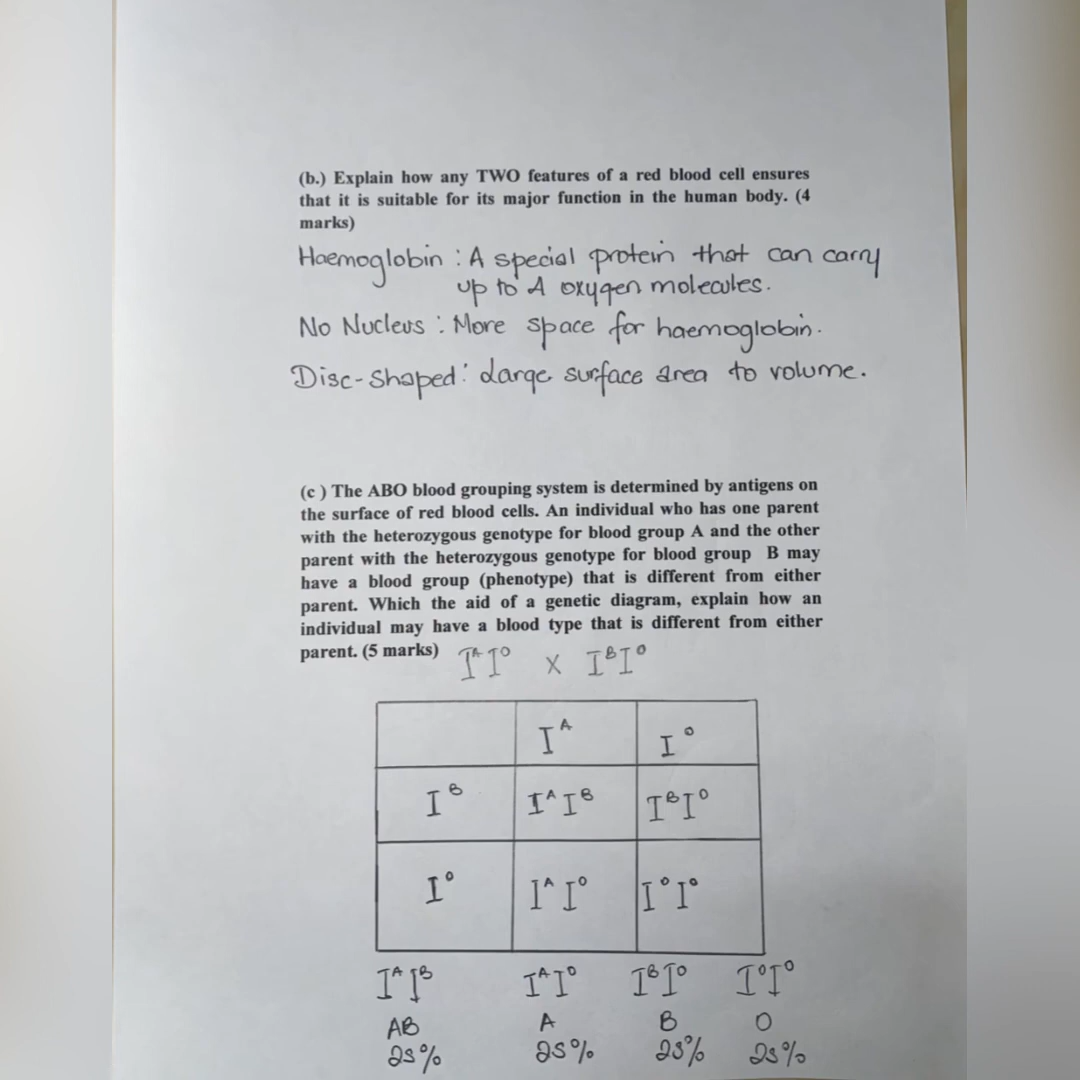 (b.) Explain how any TWO features of a red blood cell ensures
that it is suitable for its major function in the human body. (4
marks)
Haemoglobin : A special protein that can carry
up to 4 oxygen molecules.
No Nucleus : More space for haemoglobin.
Disc-Shaped : Large surface area to volume.
(c ) The ABO blood grouping system is determined by antigens on
the surface of red blood cells. An individual who has one parent
with the heterozygous genotype for blood group A and the other
parent with the heterozygous genotype for blood group B may
have a blood group (phenotype) that is different from either
parent. Which the aid of a genetic diagram, explain how an
individual may have a blood type that is different from either
parent. (5 marks)
IᴬIᴼ x IᴮIᴼ
Iᴬ Iᴼ
Iᴮ IᴬIᴮ IᴮIᴼ
Iᴼ IᴬIᴼ IᴼIᴼ
IᴬIᴮ IᴬIᴼ IᴮIᴼ IᴼIᴼ
AB A B O
25% 25% 25% 25%